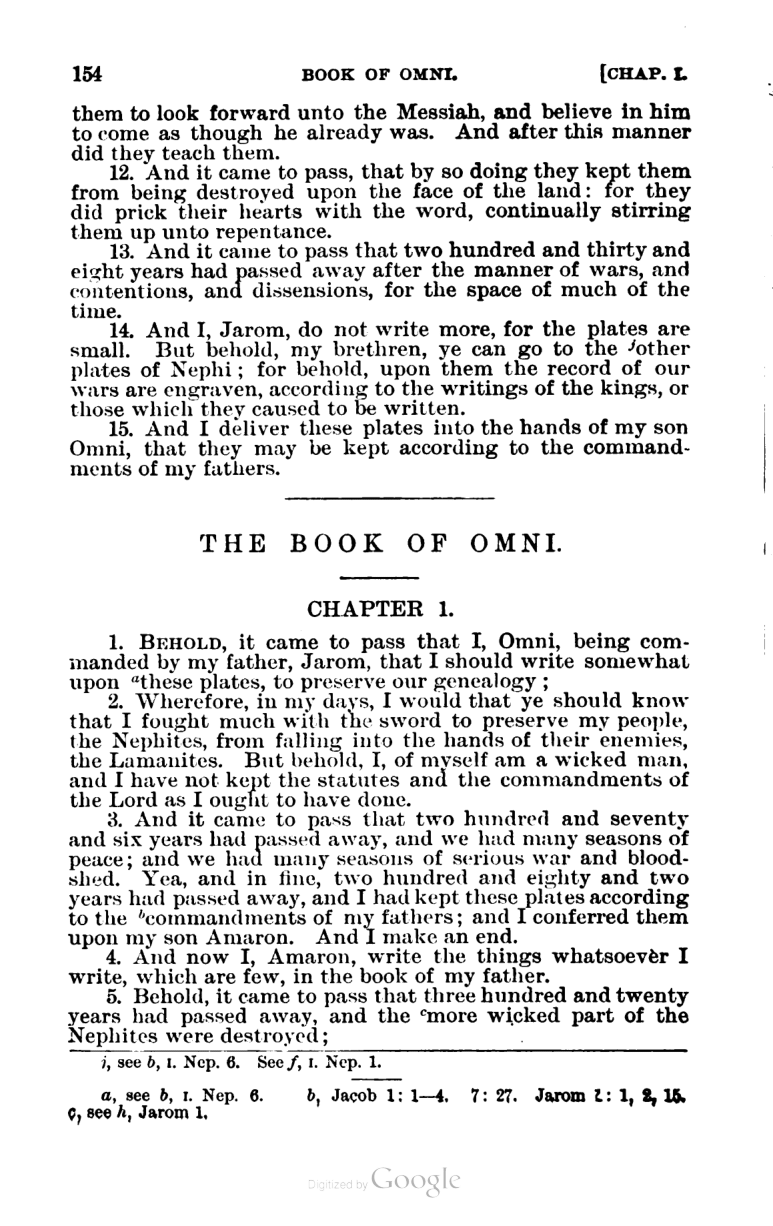 154 BOOK OF OMNI. [CHAP. I.
them to look forward unto the Messiah, and believe in him
to come as though he already was. And after this manner
did they teach them.
12. And it came to pass, that by so doing they kept them
from being destroyed upon the face of the land: for they
did prick their hearts with the word, continually stirring
them up unto repentance.
13. And it came to pass that two hundred and thirty and
eight years had passed away after the manner of wars, and
contentions, and dissensions, for the space of much of the
time.
14. And I, Jarom, do not write more, for the plates are
small. But behold, my brethren, ye can go to the ʲother
plates of Nephi; for behold, upon them the record of our
wars are engraven, according to the writings of the kings, or
those which they caused to be written.
15. And I deliver these plates into the hands of my son
Omni, that they may be kept according to the command-
ments of my fathers.
THE BOOK OF OMNI.
CHAPTER 1.
1. BEHOLD, it came to pass that I, Omni, being com-
manded by my father, Jarom, that I should write somewhat
upon ᵃthese plates, to preserve our genealogy;
2. Wherefore, in my days, I would that ye should know
that I fought much with the sword to preserve my people,
the Nephites, from falling into the hands of their enemies,
the Lamanites. But behold, I, of myself am a wicked man,
and I have not kept the statutes and the commandments of
the Lord as I ought to have done.
3. And it came to pass that two hundred and seventy
and six years had passed away, and we had many seasons of
peace; and we had many seasons of serious war and blood-
shed. Yea, and in fine, two hundred and eighty and two
years had passed away, and I had kept these plates according
to the ᵇcommandments of my fathers; and I conferred them
upon my son Amaron. And I make an end.
4. And now I, Amaron, write the things whatsoever I
write, which are few, in the book of my father.
5. Behold, it came to pass that three hundred and twenty
years had passed away, and the ᶜmore wicked part of the
Nephites were destroyed;
i, see b, I. Nep. 6. See f, I. Nep. 1.
a, see b, I. Nep. 6. b, Jacob 1: 1—4. 7: 27. Jarom 1: 1, 2, 15.
c, see h, Jarom 1.
Digitized by Google